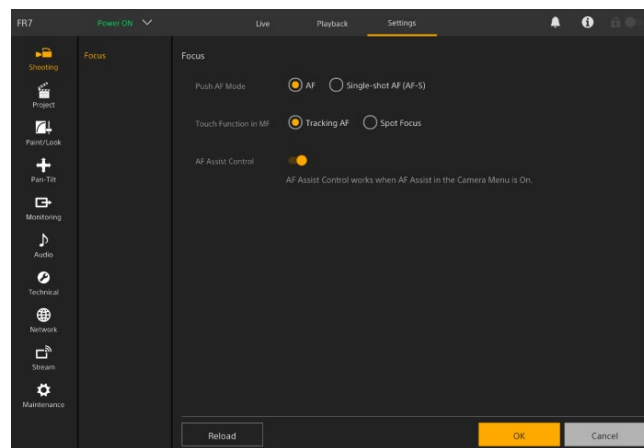 FR7 Power ON Live Playback Settings
Shooting
Project
Paint/Look
Pan-Tilt
Monitoring
Audio
Technical
Network
Stream
Maintenance
Focus
Focus
Push AF Mode AF Single-shot AF (AF-S)
Touch Function in MF Tracking AF Spot Focus
AF Assist Control
AF Assist Control works when AF Assist in the Camera Menu is On.
Reload OK Cancel